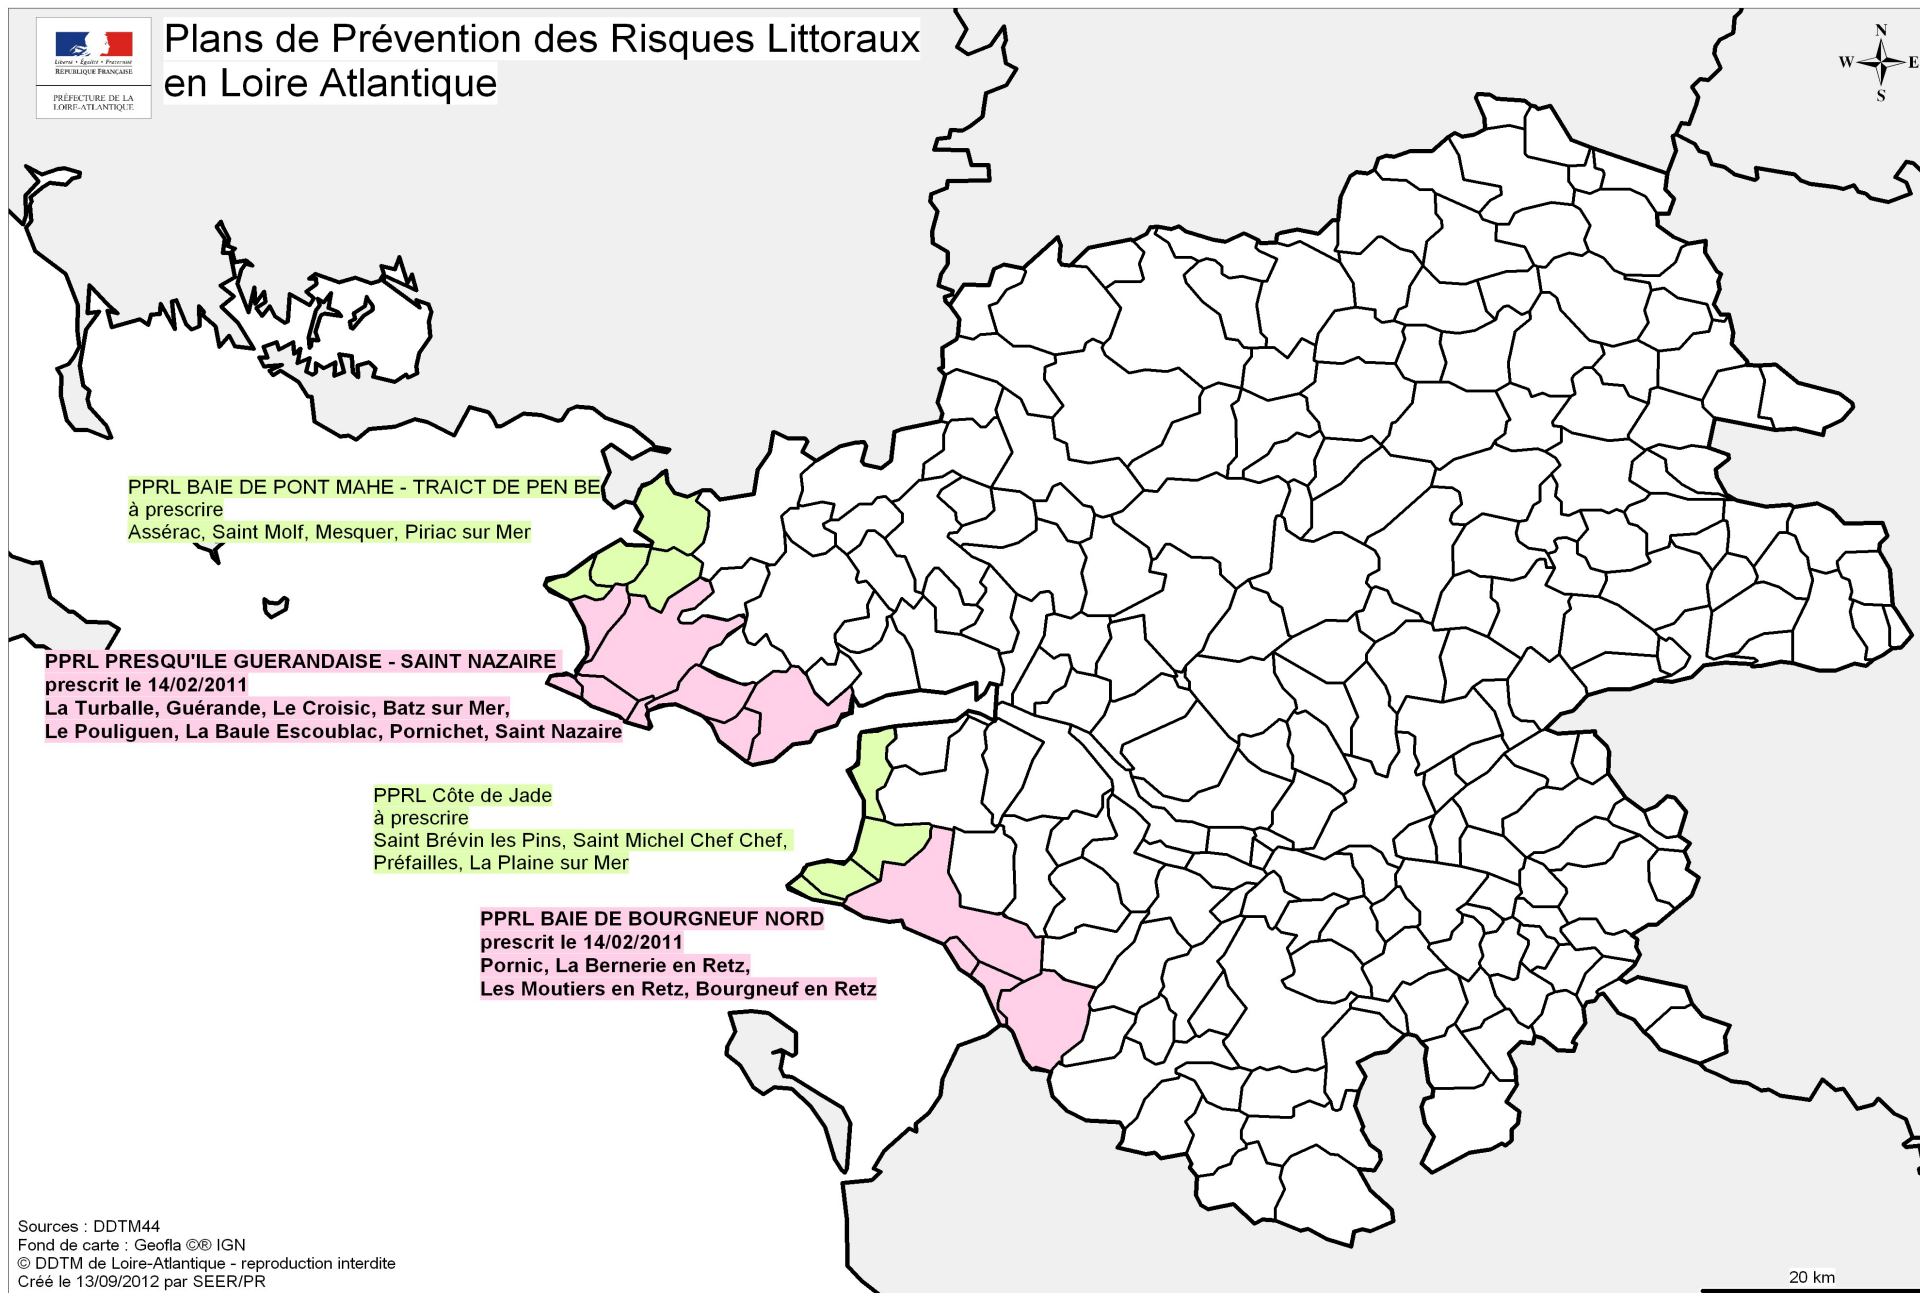 Plans de Prévention des Risques Littoraux
en Loire Atlantique
Liberté • Égalité • Fraternité
RÉPUBLIQUE FRANÇAISE
PRÉFECTURE DE LA
LOIRE-ATLANTIQUE
N
W E
S
PPRL BAIE DE PONT MAHE - TRAICT DE PEN BE
à prescrire
Assérac, Saint Molf, Mesquer, Piriac sur Mer
PPRL PRESQU'ILE GUERANDAISE - SAINT NAZAIRE
prescrit le 14/02/2011
La Turballe, Guérande, Le Croisic, Batz sur Mer,
Le Pouliguen, La Baule Escoublac, Pornichet, Saint Nazaire
PPRL Côte de Jade
à prescrire
Saint Brévin les Pins, Saint Michel Chef Chef,
Préfailles, La Plaine sur Mer
PPRL BAIE DE BOURGNEUF NORD
prescrit le 14/02/2011
Pornic, La Bernerie en Retz,
Les Moutiers en Retz, Bourgneuf en Retz
Sources : DDTM44
Fond de carte : Geofla ©® IGN
© DDTM de Loire-Atlantique - reproduction interdite
Créé le 13/09/2012 par SEER/PR
20 km